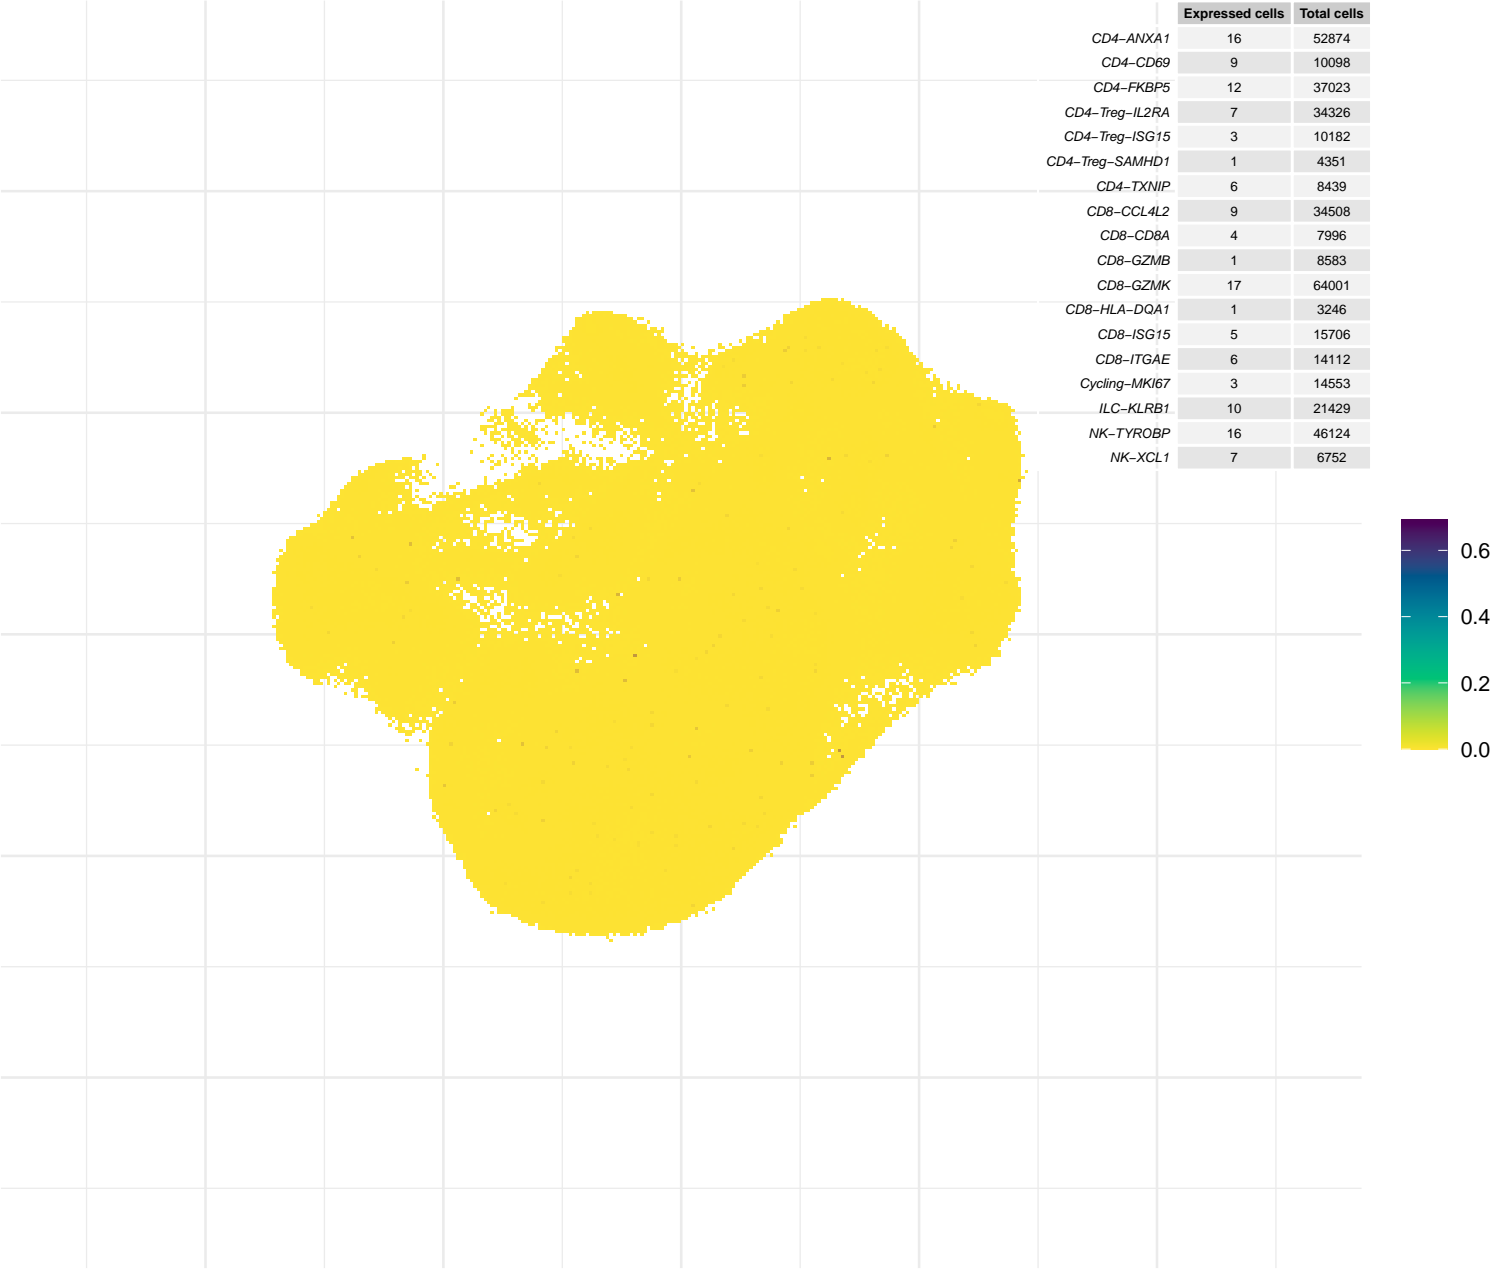 Expressed cells Total cells
CD4−ANXA1 16 52874
CD4−CD69 9 10098
CD4−FKBP5 12 37023
CD4−Treg−IL2RA 7 34326
CD4−Treg−ISG15 3 10182
CD4−Treg−SAMHD1 1 4351
CD4−TXNIP 6 8439
CD8−CCL4L2 9 34508
CD8−CD8A 4 7996
CD8−GZMB 1 8583
CD8−GZMK 17 64001
CD8−HLA−DQA1 1 3246
CD8−ISG15 5 15706
CD8−ITGAE 6 14112
Cycling−MKI67 3 14553
ILC−KLRB1 10 21429
NK−TYROBP 16 46124
NK−XCL1 7 6752
0.6
0.4
0.2
0.0